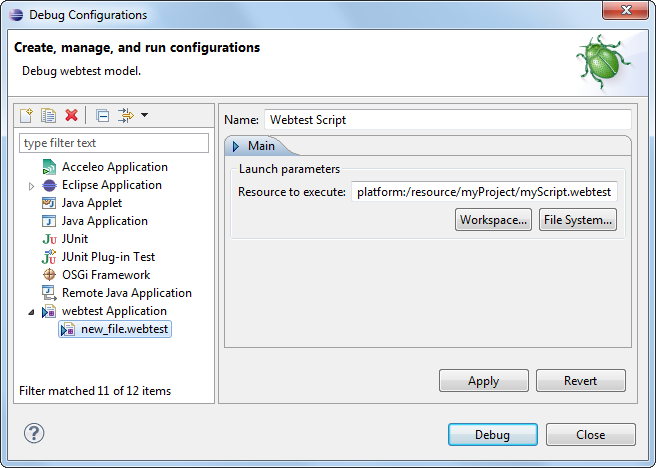 Debug Configurations
Create, manage, and run configurations
Debug webtest model.
type filter text
Acceleo Application
Eclipse Application
Java Applet
Java Application
JUnit
JUnit Plug-in Test
OSGi Framework
Remote Java Application
webtest Application
new_file.webtest
Filter matched 11 of 12 items
Name: Webtest Script
Main
Launch parameters
Resource to execute: platform:/resource/myProject/myScript.webtest
Workspace... File System...
Apply Revert
Debug Close